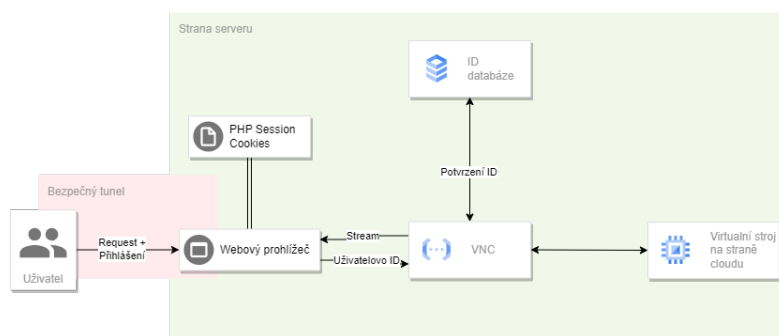 Strana serveru
ID
databáze
PHP Session
Cookies
Potvrzení ID
Bezpečný tunel
Request +
Přihlášení
Uživatel
Webový prohlížeč
Stream
Uživatelovo ID
VNC
Virtualní stroj
na straně
cloudu